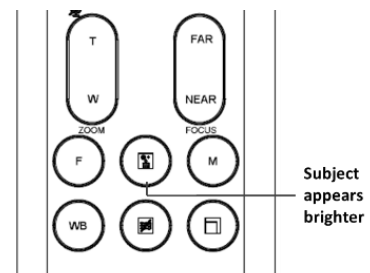 T
FAR
W
NEAR
ZOOM
FOCUS
F
M
Subject
appears
brighter
WB